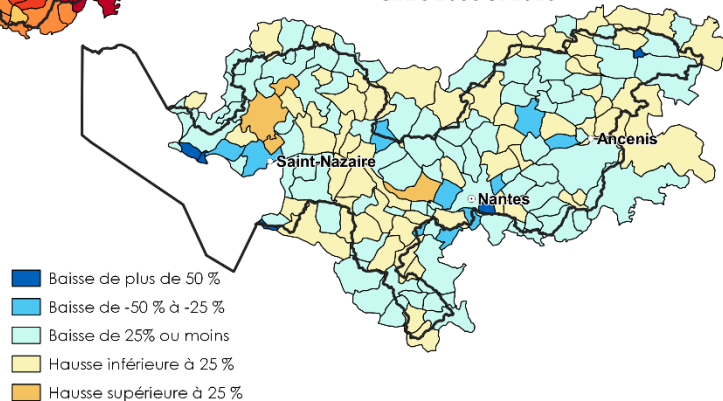 Ancenis
Saint-Nazaire
Nantes
Baisse de plus de 50 %
Baisse de -50 % à -25 %
Baisse de 25% ou moins
Hausse inférieure à 25 %
Hausse supérieure à 25 %